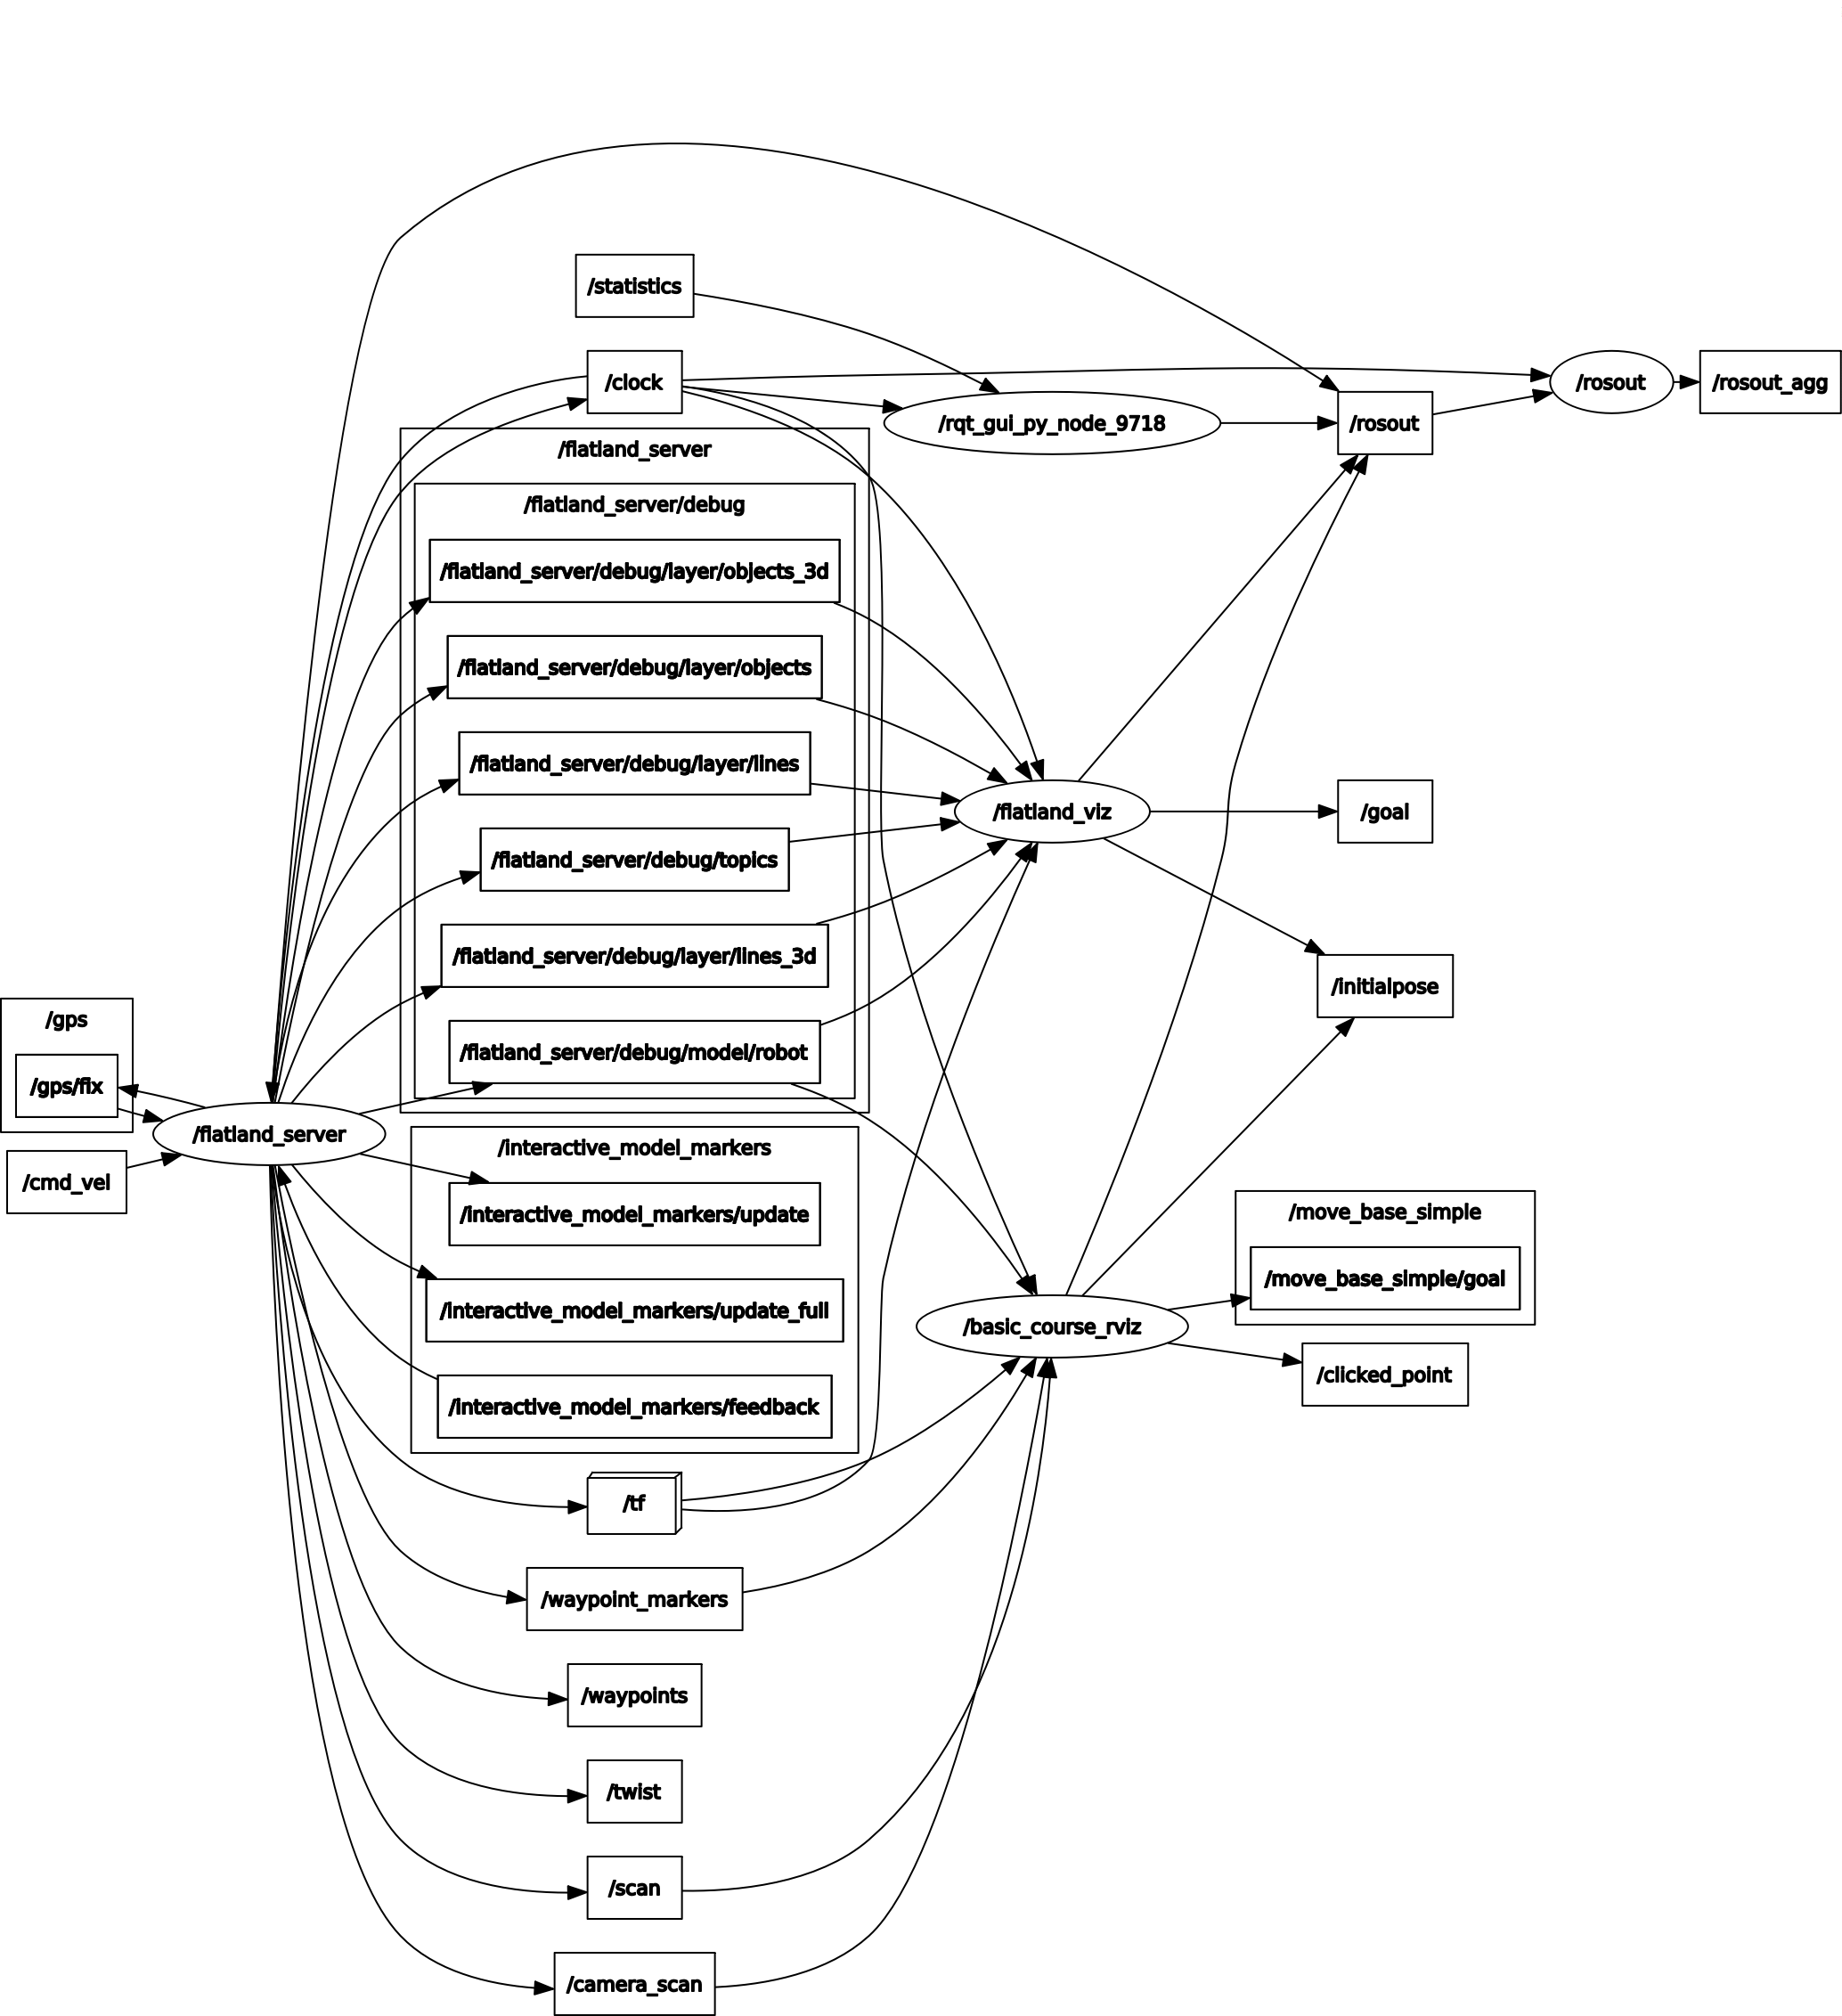 /statistics
/clock
/rosout
/rosout_agg
/rqt_gui_py_node_9718
/rosout
/flatland_server
/flatland_server/debug
/flatland_server/debug/layer/objects_3d
/flatland_server/debug/layer/objects
/flatland_server/debug/layer/lines
/flatland_viz
/goal
/flatland_server/debug/topics
/flatland_server/debug/layer/lines_3d
/initialpose
/gps
/flatland_server/debug/model/robot
/gps/fix
/flatland_server
/interactive_model_markers
/cmd_vel
/interactive_model_markers/update
/move_base_simple
/move_base_simple/goal
/interactive_model_markers/update_full
/basic_course_rviz
/clicked_point
/interactive_model_markers/feedback
/tf
/waypoint_markers
/waypoints
/twist
/scan
/camera_scan